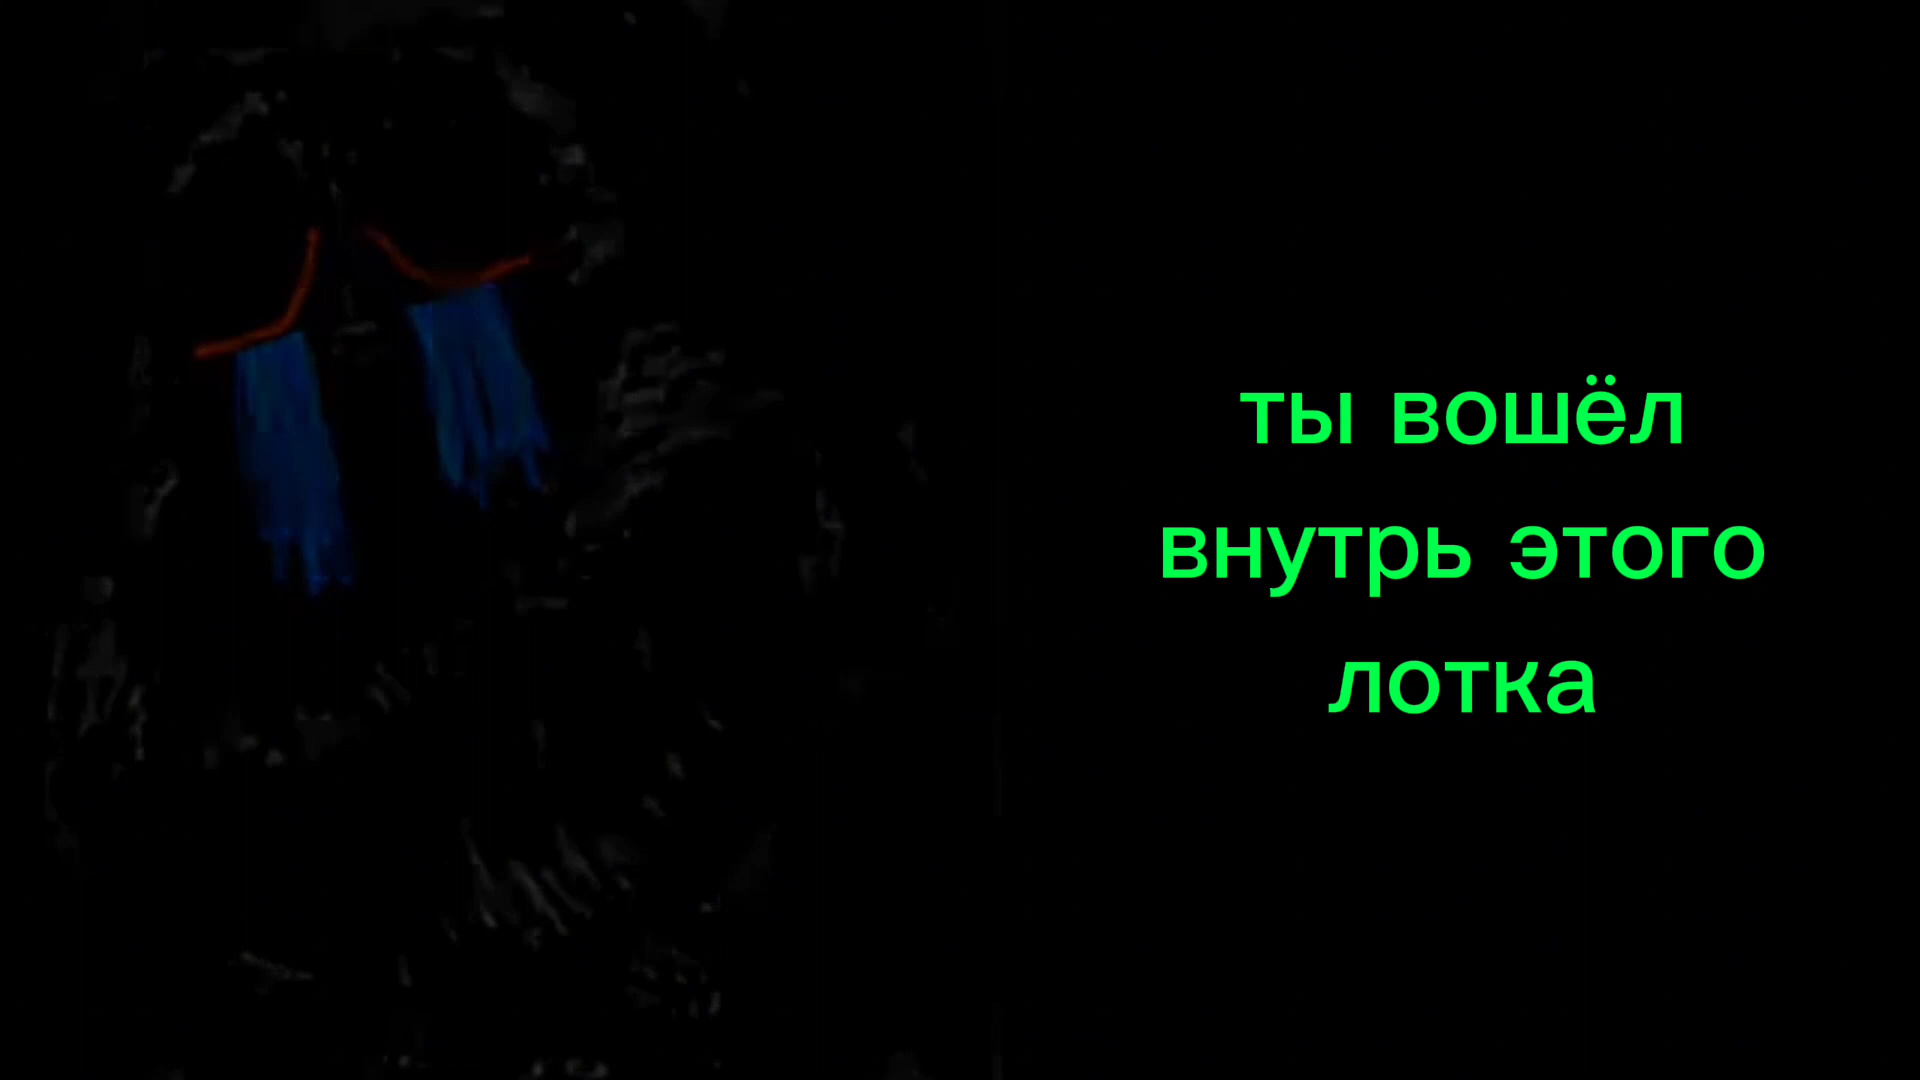 ты вошёл
внутрь этого
лотка